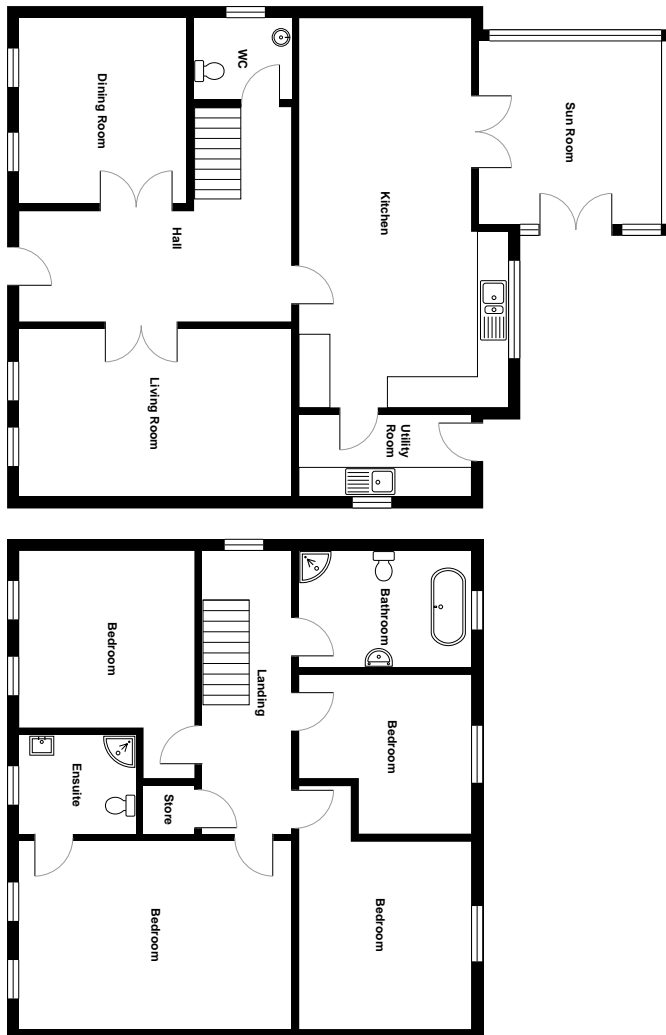 Dining Room
WC
Sun Room
Kitchen
Hall
Living Room
Utility
Room
Bathroom
Bedroom
Landing
Bedroom
Ensuite
Store
Bedroom
Bedroom